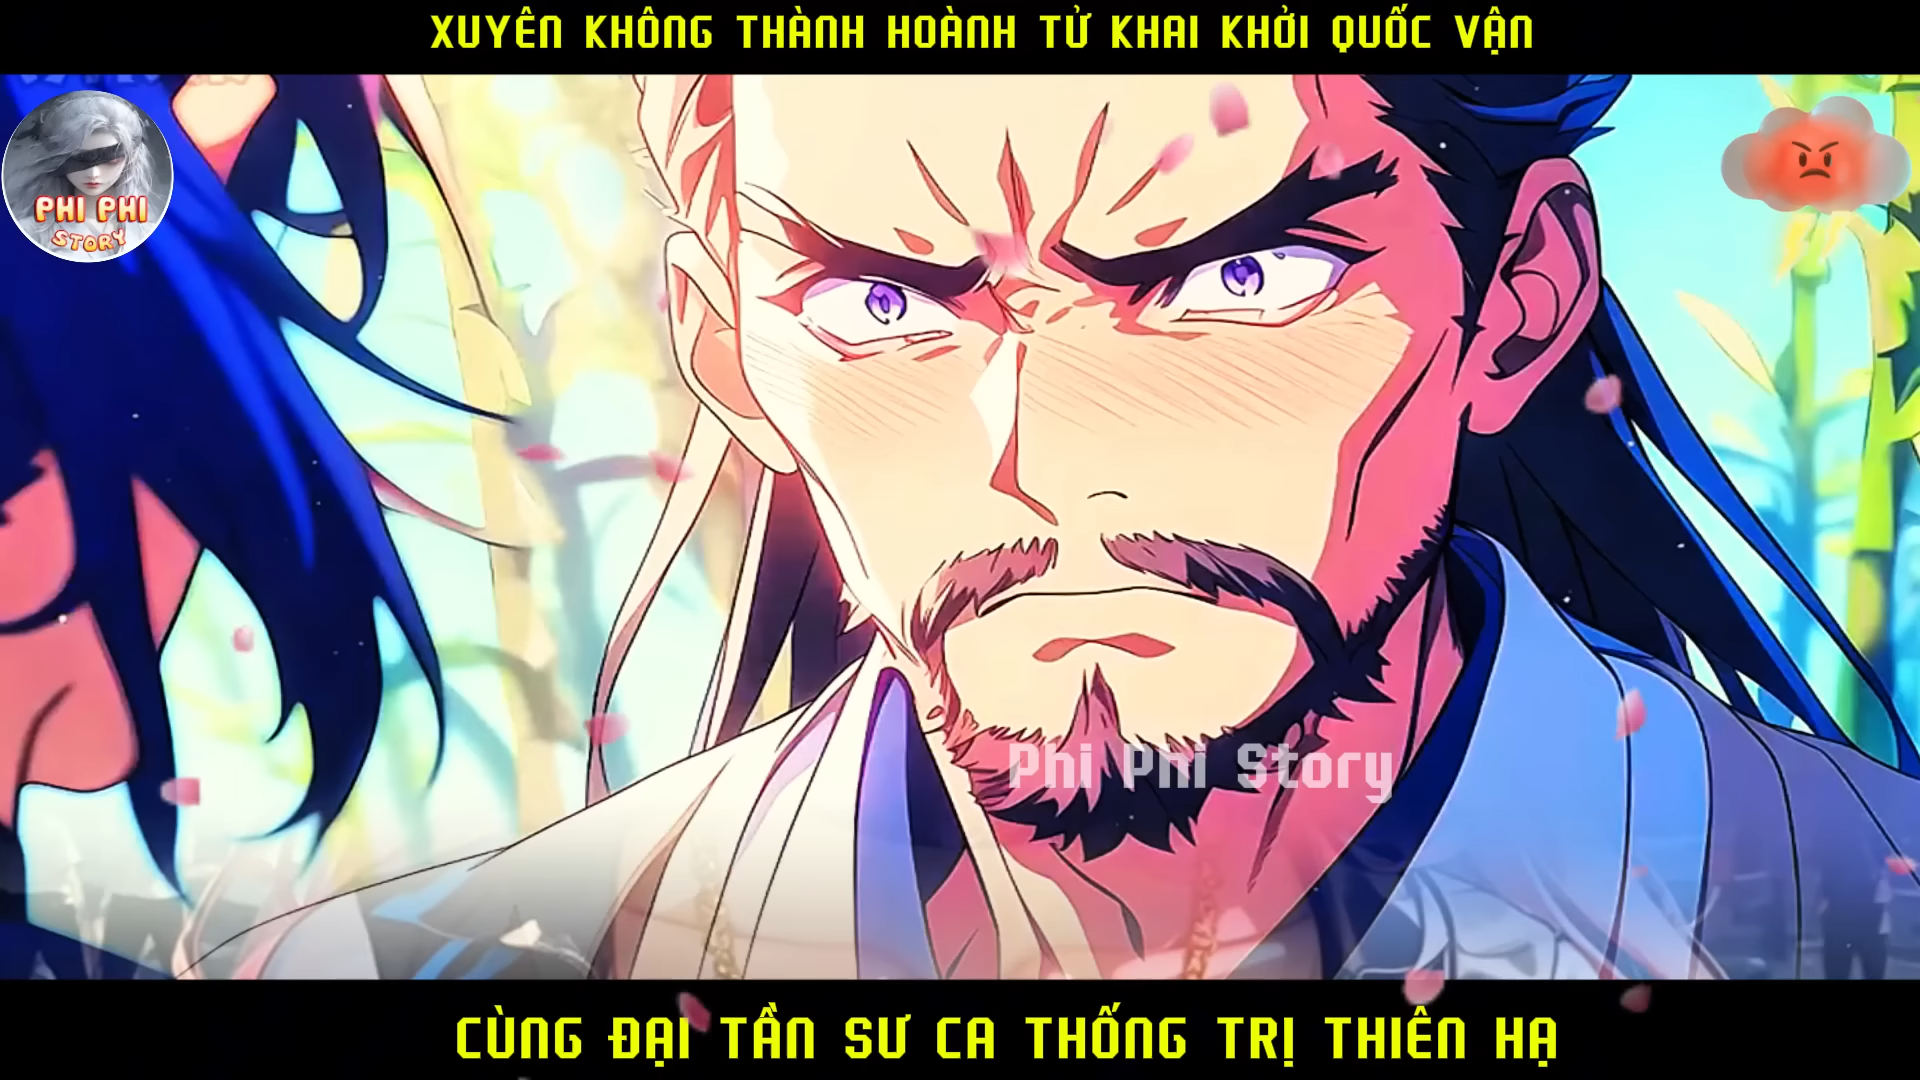 XUYÊN KHÔNG THÀNH HOÀNH TỬ KHAI KHỞI QUỐC VẬN
PHI PHI
STORY
Phi Phi Story
CÙNG ĐẠI TẦN SƯ CA THỐNG TRỊ THIÊN HẠ